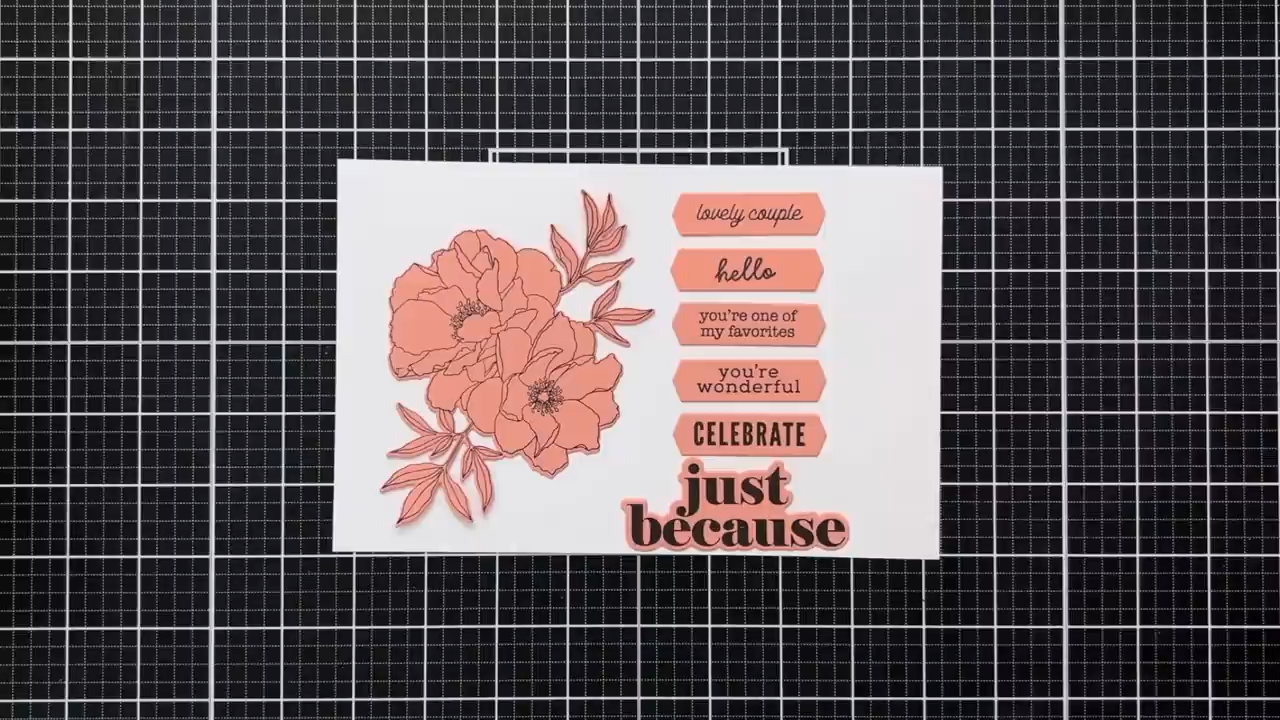 lovely couple
hello
you're one of
my favorites
you're
wonderful
CELEBRATE
just
because